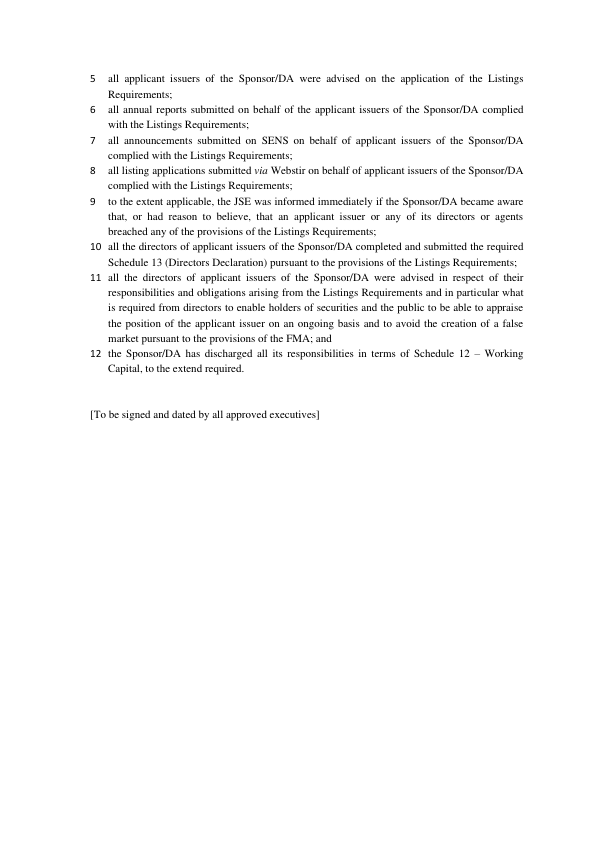 5 all applicant issuers of the Sponsor/DA were advised on the application of the Listings
Requirements;
6 all annual reports submitted on behalf of the applicant issuers of the Sponsor/DA complied
with the Listings Requirements;
7 all announcements submitted on SENS on behalf of applicant issuers of the Sponsor/DA
complied with the Listings Requirements;
8 all listing applications submitted via Webstir on behalf of applicant issuers of the Sponsor/DA
complied with the Listings Requirements;
9 to the extent applicable, the JSE was informed immediately if the Sponsor/DA became aware
that, or had reason to believe, that an applicant issuer or any of its directors or agents
breached any of the provisions of the Listings Requirements;
10 all the directors of applicant issuers of the Sponsor/DA completed and submitted the required
Schedule 13 (Directors Declaration) pursuant to the provisions of the Listings Requirements;
11 all the directors of applicant issuers of the Sponsor/DA were advised in respect of their
responsibilities and obligations arising from the Listings Requirements and in particular what
is required from directors to enable holders of securities and the public to be able to appraise
the position of the applicant issuer on an ongoing basis and to avoid the creation of a false
market pursuant to the provisions of the FMA; and
12 the Sponsor/DA has discharged all its responsibilities in terms of Schedule 12 – Working
Capital, to the extend required.
[To be signed and dated by all approved executives]